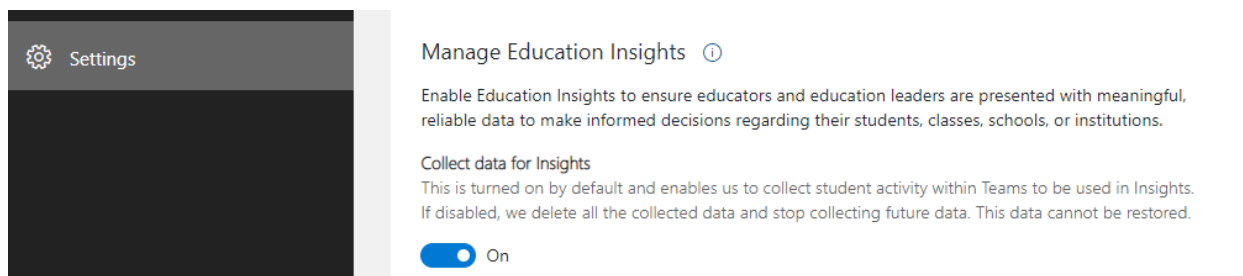 Settings
Manage Education Insights
Enable Education Insights to ensure educators and education leaders are presented with meaningful,
reliable data to make informed decisions regarding their students, classes, schools, or institutions.
Collect data for Insights
This is turned on by default and enables us to collect student activity within Teams to be used in Insights.
If disabled, we delete all the collected data and stop collecting future data. This data cannot be restored.
On